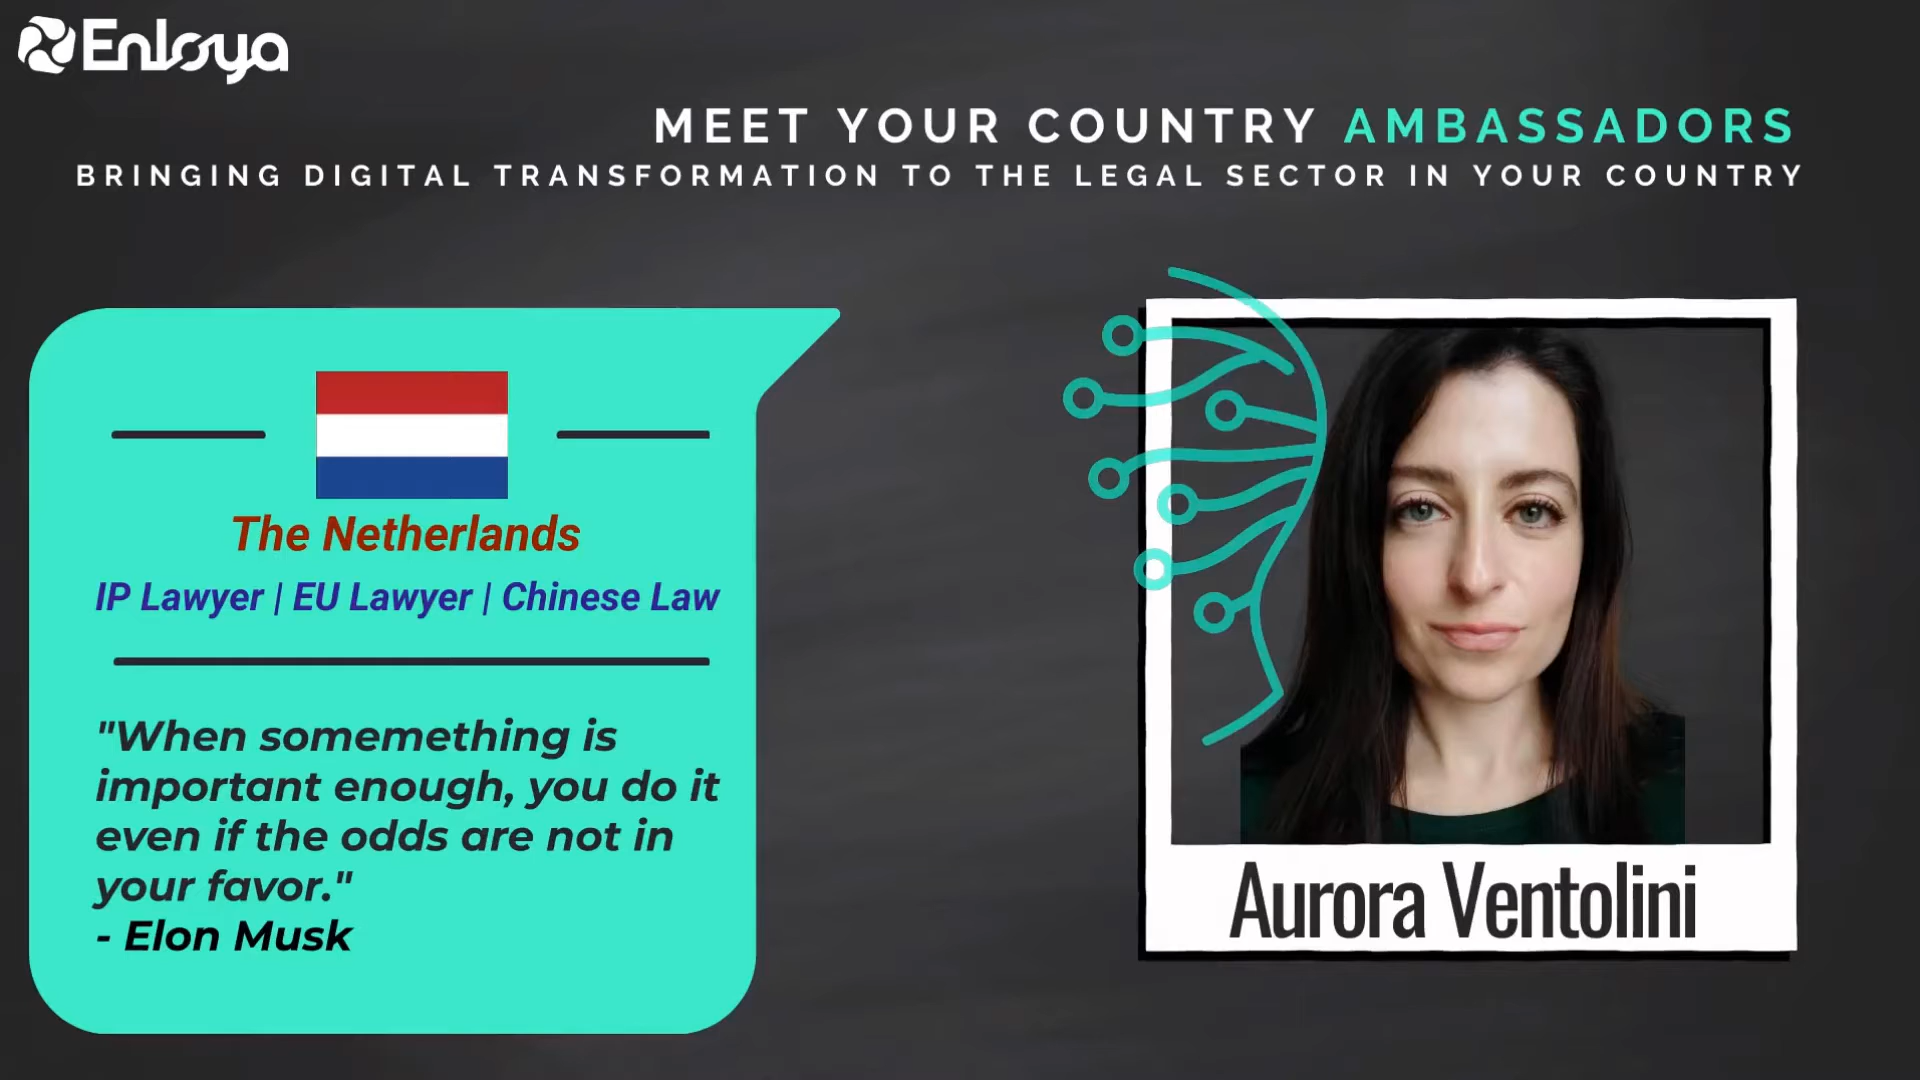 Enloya
MEET YOUR COUNTRY AMBASSADORS
BRINGING DIGITAL TRANSFORMATION TO THE LEGAL SECTOR IN YOUR COUNTRY
The Netherlands
IP Lawyer | EU Lawyer | Chinese Law
"When somemething is
important enough, you do it
even if the odds are not in
your favor."
- Elon Musk
Aurora Ventolini